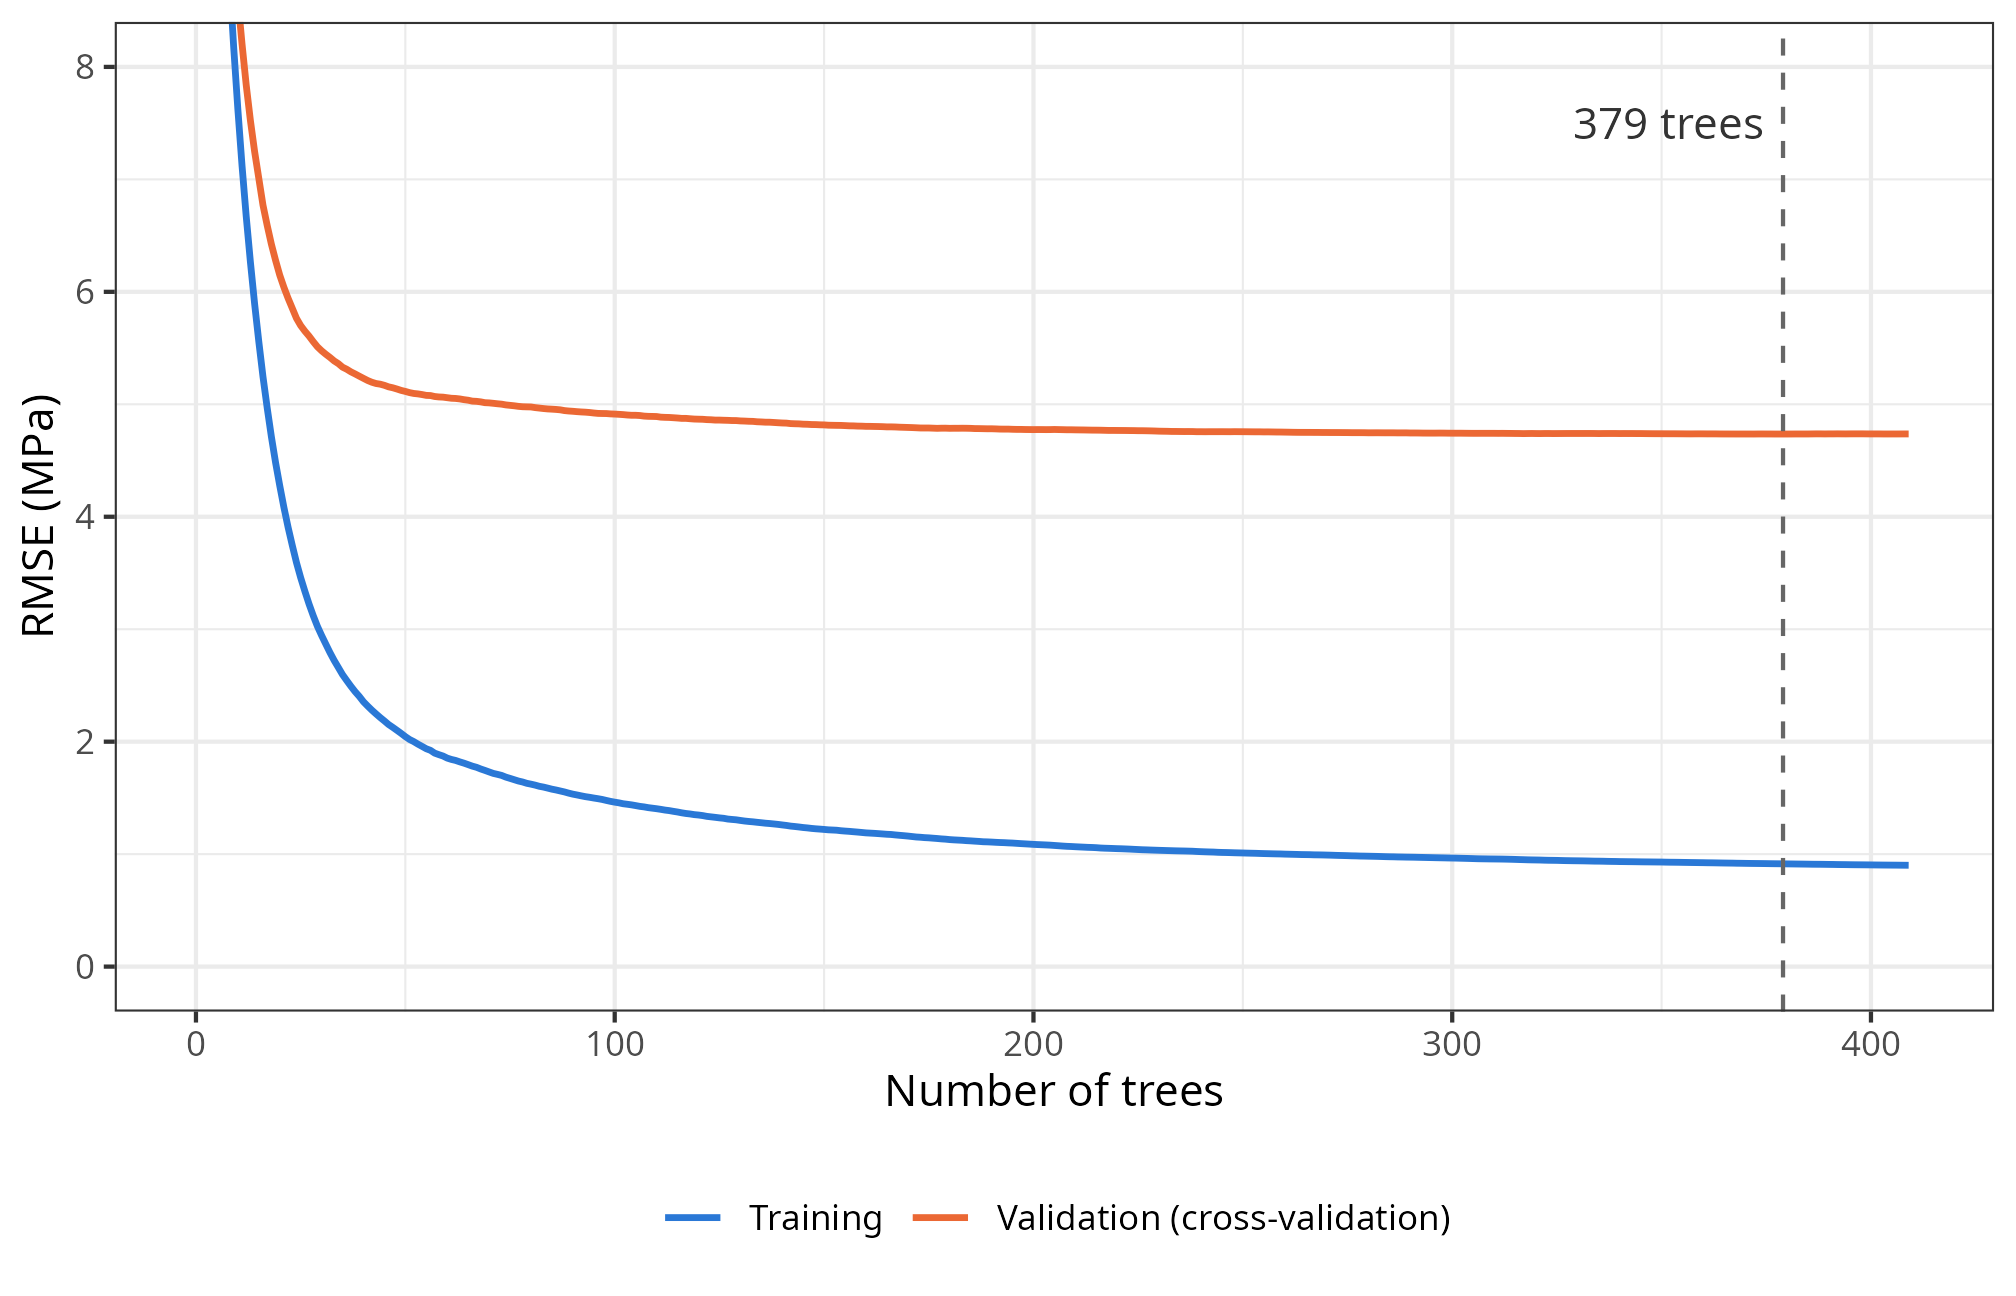 8
379 trees
6
4
2
0
RMSE (MPa)
0 100 200 300 400
Number of trees
Training Validation (cross-validation)